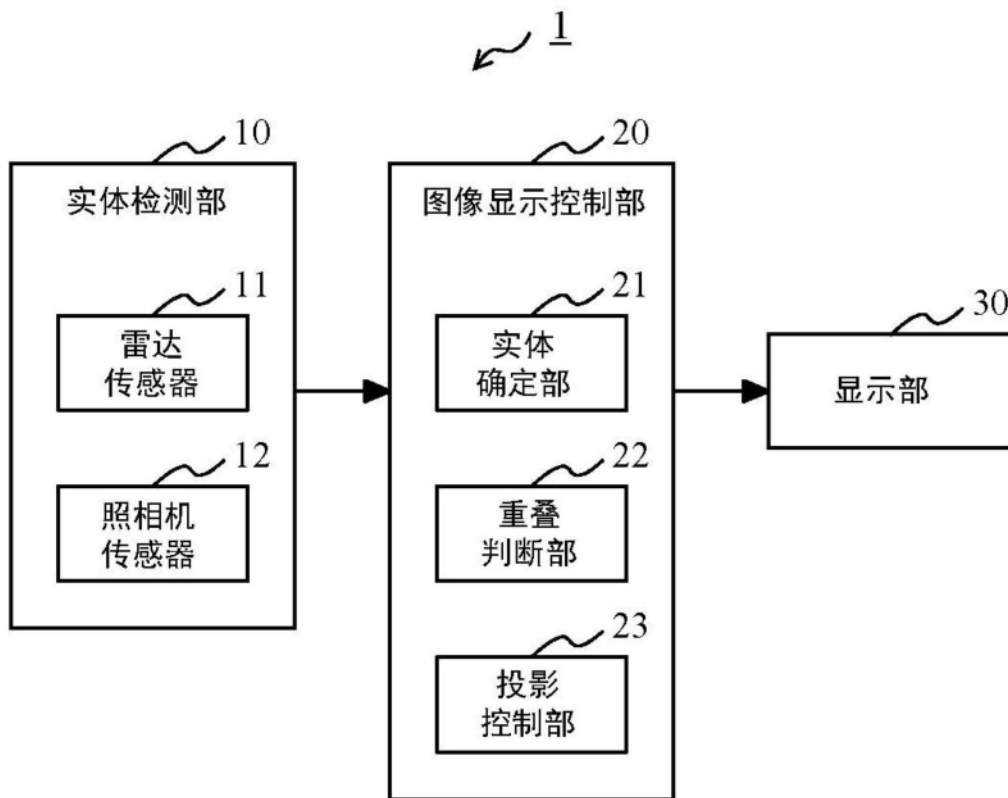 1
10
实体检测部
11
雷达
传感器
12
照相机
传感器
20
图像显示控制部
21
实体
确定部
22
重叠
判断部
23
投影
控制部
30
显示部